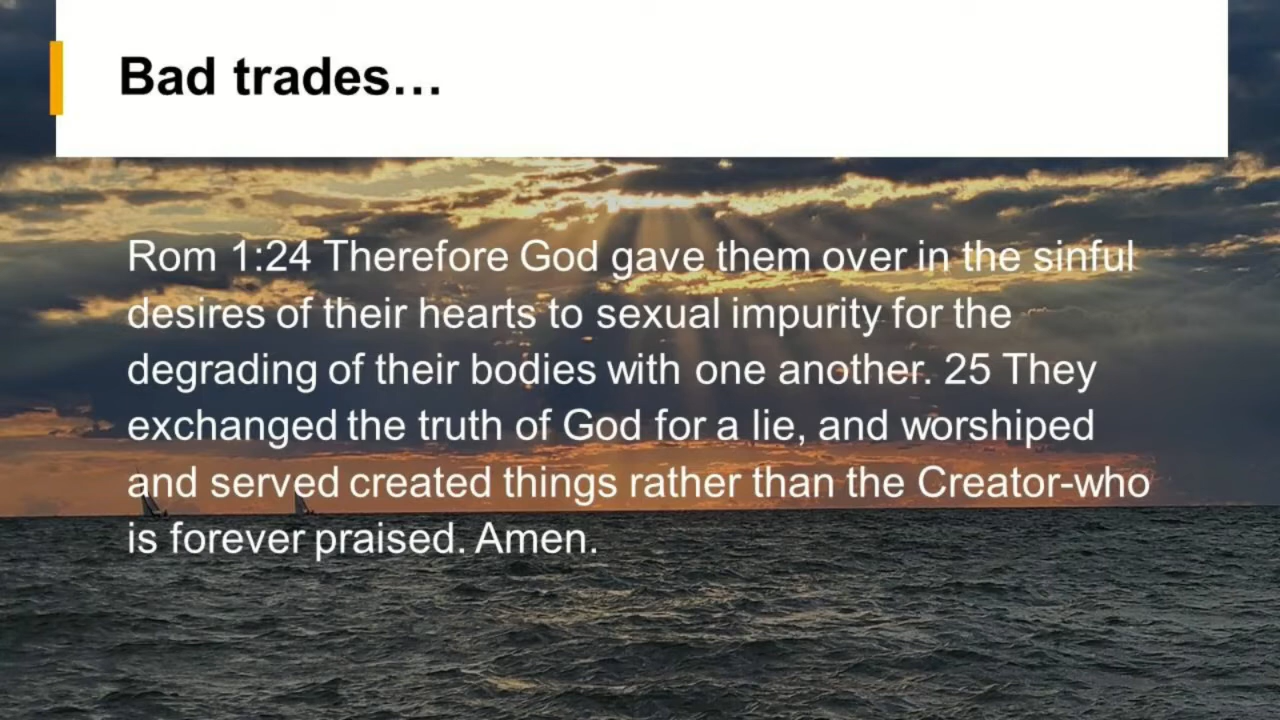 Bad trades...
Rom 1:24 Therefore God gave them over in the sinful
desires of their hearts to sexual impurity for the
degrading of their bodies with one another. 25 They
exchanged the truth of God for a lie, and worshiped
and served created things rather than the Creator-who
is forever praised. Amen.